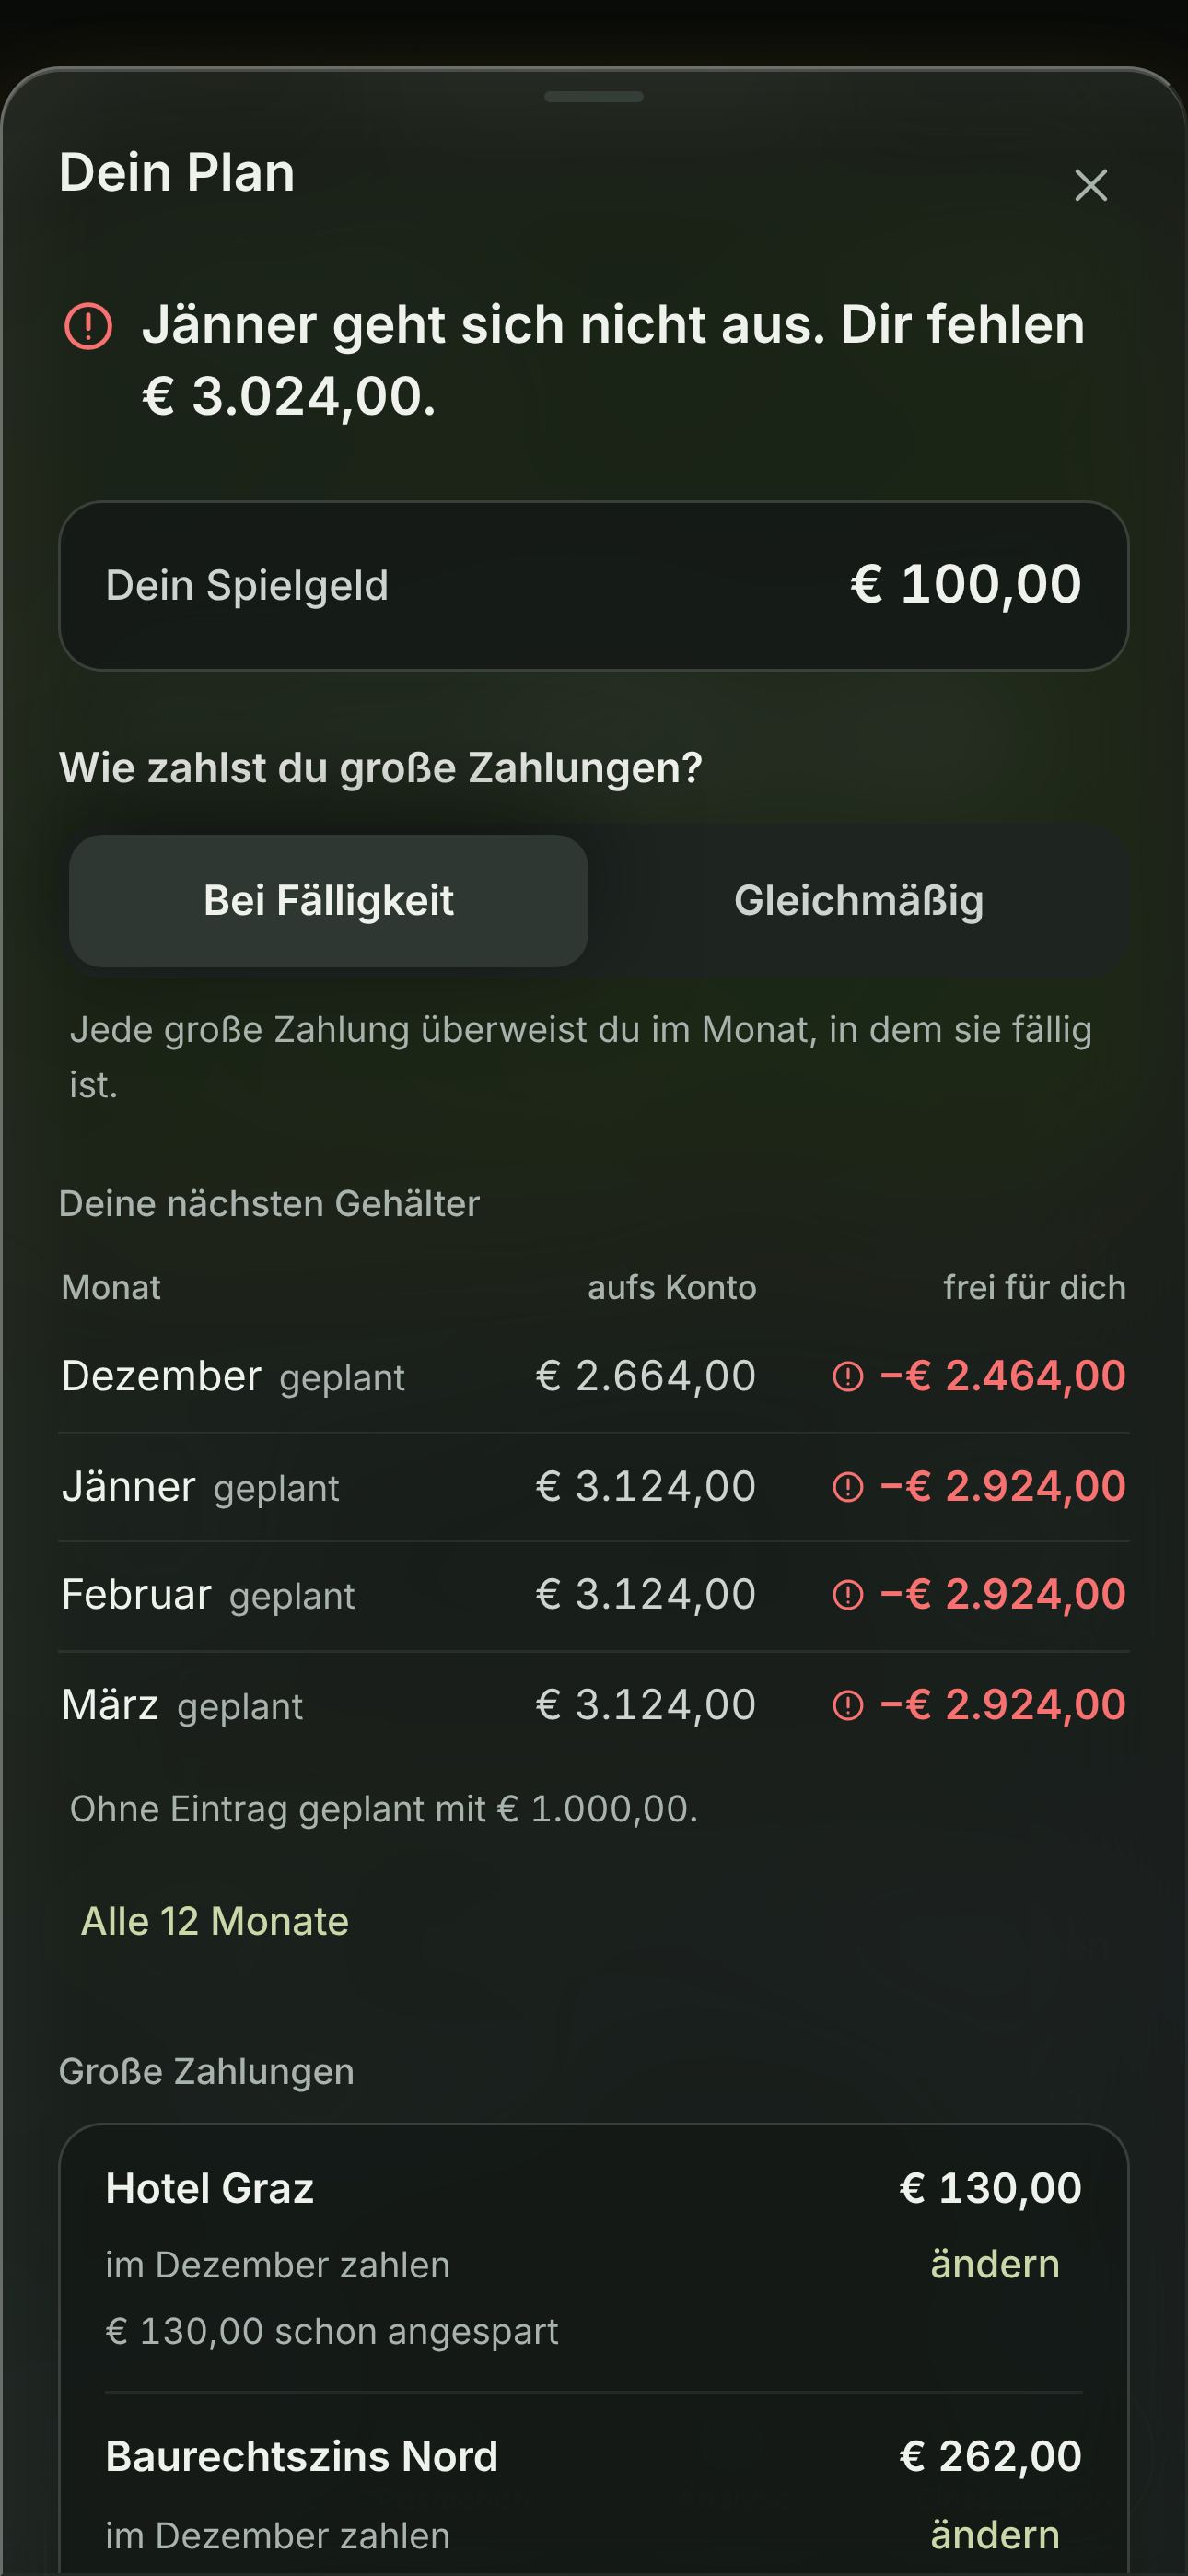 Dein Plan
Jänner geht sich nicht aus. Dir fehlen
€ 3.024,00.
Dein Spielgeld € 100,00
Wie zahlst du große Zahlungen?
Bei Fälligkeit Gleichmäßig
Jede große Zahlung überweist du im Monat, in dem sie fällig
ist.
Deine nächsten Gehälter
Monat aufs Konto frei für dich
Dezember geplant € 2.664,00 −€ 2.464,00
Jänner geplant € 3.124,00 −€ 2.924,00
Februar geplant € 3.124,00 −€ 2.924,00
März geplant € 3.124,00 −€ 2.924,00
Ohne Eintrag geplant mit € 1.000,00.
Alle 12 Monate
Große Zahlungen
Hotel Graz € 130,00
im Dezember zahlen ändern
€ 130,00 schon angespart
Baurechtszins Nord € 262,00
im Dezember zahlen ändern